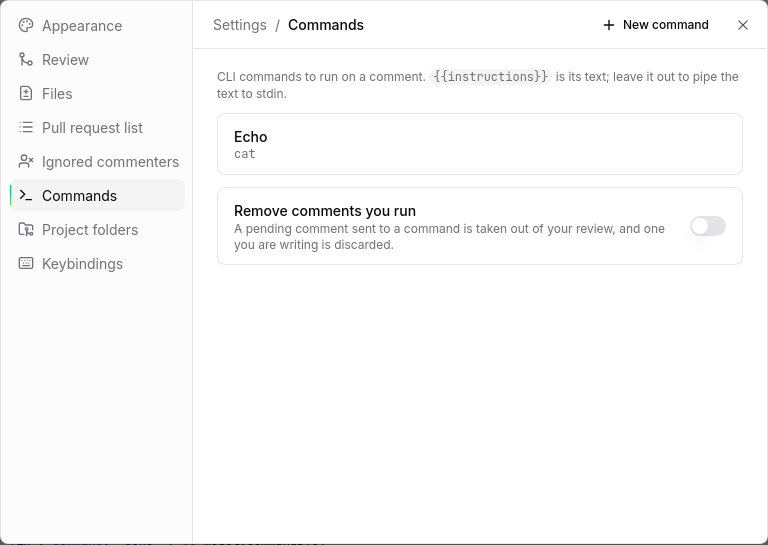 Appearance
Review
Files
Pull request list
Ignored commenters
Commands
Project folders
Keybindings
Settings / Commands
New command
CLI commands to run on a comment. {{instructions}} is its text; leave it out to pipe the
text to stdin.
Echo
cat
Remove comments you run
A pending comment sent to a command is taken out of your review, and one
you are writing is discarded.